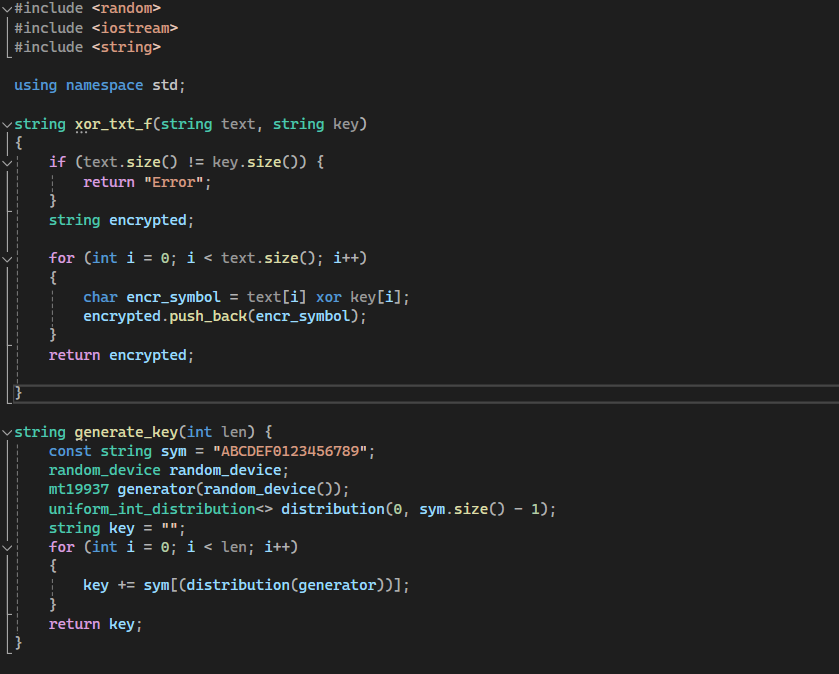 #include <random>
#include <iostream>
#include <string>
using namespace std;
string xor_txt_f(string text, string key)
{
if (text.size() != key.size()) {
return "Error";
}
string encrypted;
for (int i = 0; i < text.size(); i++)
{
char encr_symbol = text[i] xor key[i];
encrypted.push_back(encr_symbol);
}
return encrypted;
}
string generate_key(int len) {
const string sym = "ABCDEF0123456789";
random_device random_device;
mt19937 generator(random_device());
uniform_int_distribution<> distribution(0, sym.size() - 1);
string key = "";
for (int i = 0; i < len; i++)
{
key += sym[(distribution(generator))];
}
return key;
}